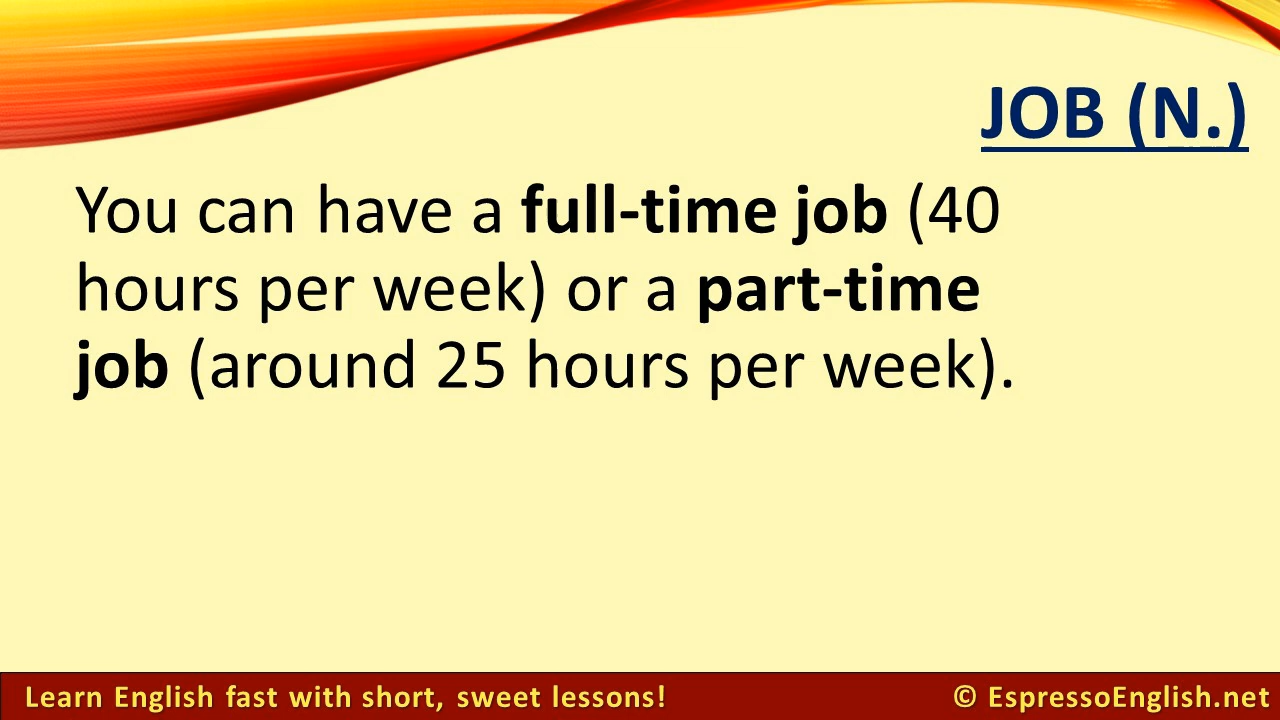 JOB (N.)
You can have a full-time job (40
hours per week) or a part-time
job (around 25 hours per week).
Learn English fast with short, sweet lessons!
© EspressoEnglish.net